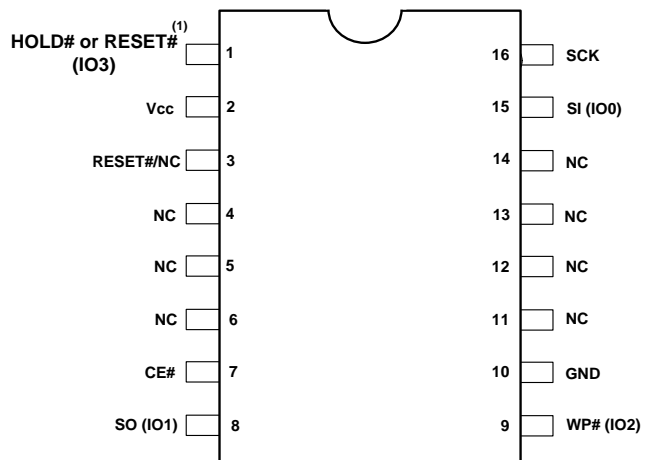 HOLD# or RESET# (1)
(IO3)
1
16
SCK
Vcc
2
15
SI (IO0)
RESET#/NC
3
14
NC
NC
4
13
NC
NC
5
12
NC
NC
6
11
NC
CE#
7
10
GND
SO (IO1)
8
9
WP# (IO2)